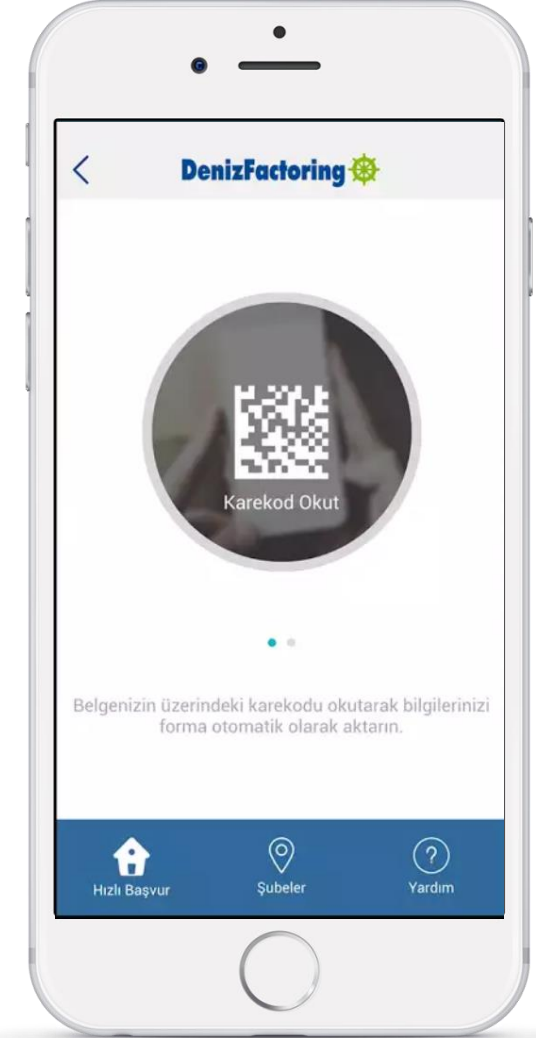 DenizFactoring
Karekod Okut
Belgenizin üzerindeki karekodu okutarak bilgilerinizi
forma otomatik olarak aktarın.
Hızlı Başvur
Şubeler
Yardım